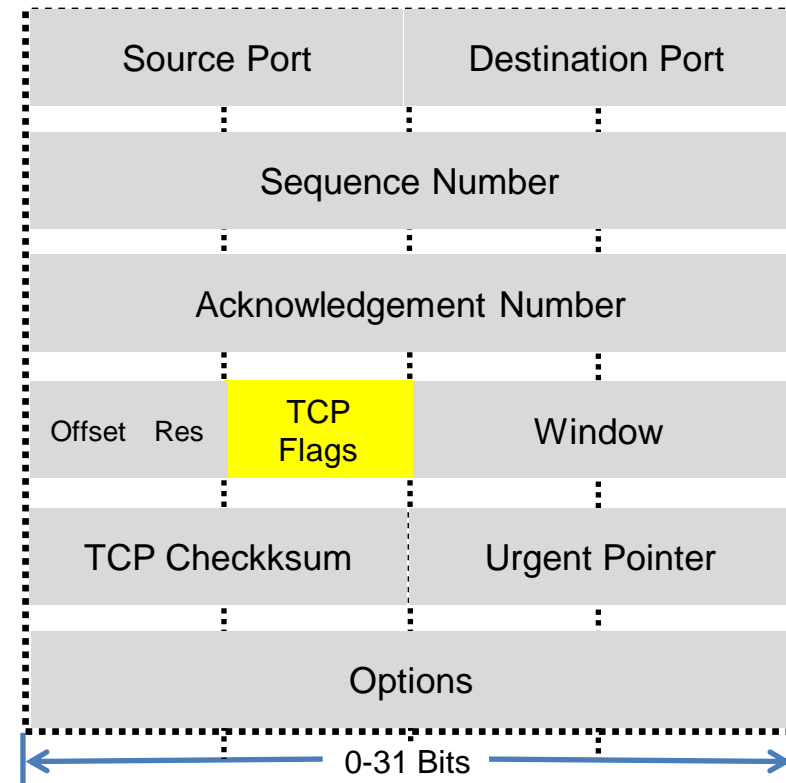 Source Port Destination Port
Sequence Number
Acknowledgement Number
Offset Res TCP Flags Window
TCP Checkksum Urgent Pointer
Options
0-31 Bits